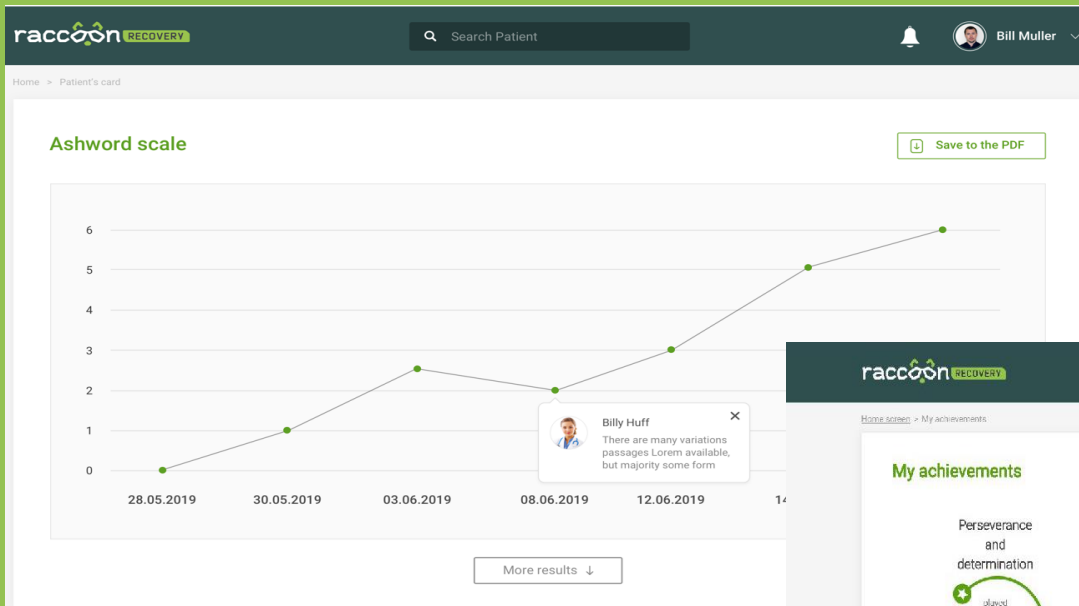 raccoon RECOVERY
Search Patient
Bill Muller
Home > Patient's card
Ashword scale
Save to the PDF
6
5
4
3
2
1
0
Billy Huff
There are many variations
passages Lorem available,
but majority some form
28.05.2019 30.05.2019 03.06.2019 08.06.2019 12.06.2019 14
More results ↓
raccoon RECOVERY
Home screen > My achievements
My achievements
Perseverance
and
determination
played